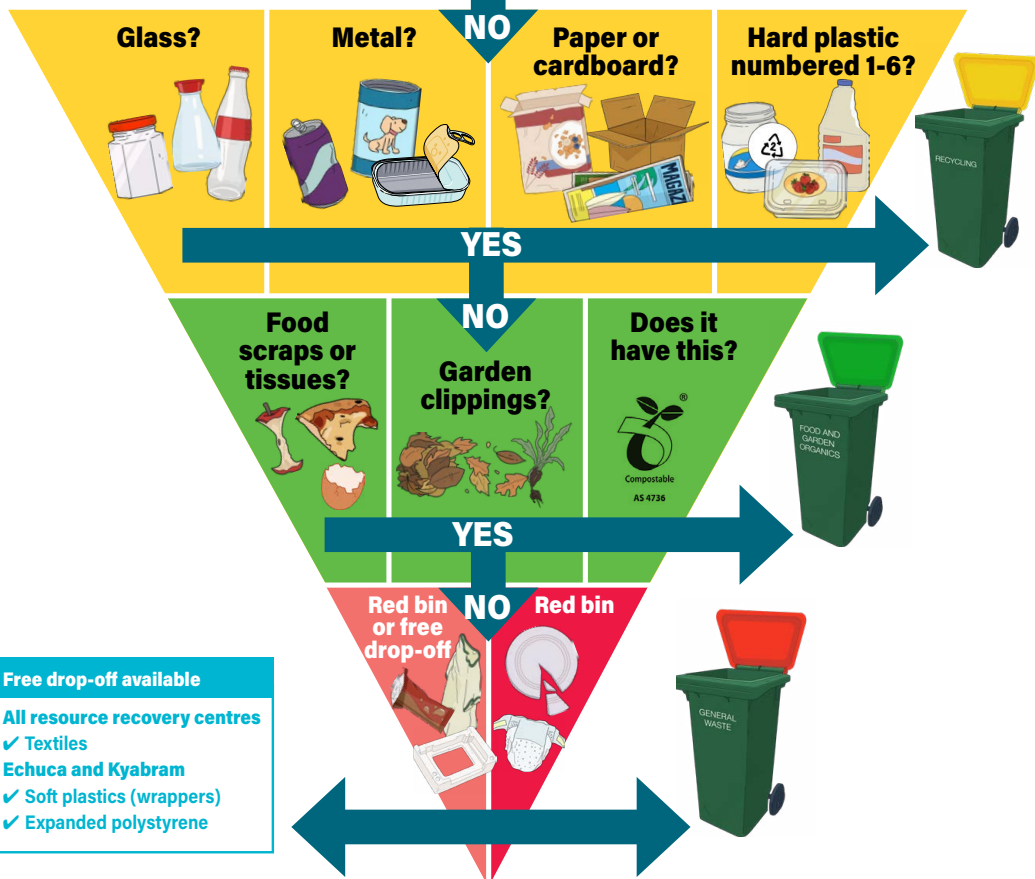 NO
Glass?
Metal?
Paper or
cardboard?
Hard plastic
numbered 1-6?
2
MAGAZ
RECYCLING
YES
NO
Food
scraps or
tissues?
Garden
clippings?
Does it
have this?
®
Compostable
AS 4736
FOOD AND
GARDEN
ORGANICS
YES
NO
Red bin
or free
drop-off
Red bin
GENERAL
WASTE
Free drop-off available
All resource recovery centres
✔ Textiles
Echuca and Kyabram
✔ Soft plastics (wrappers)
✔ Expanded polystyrene